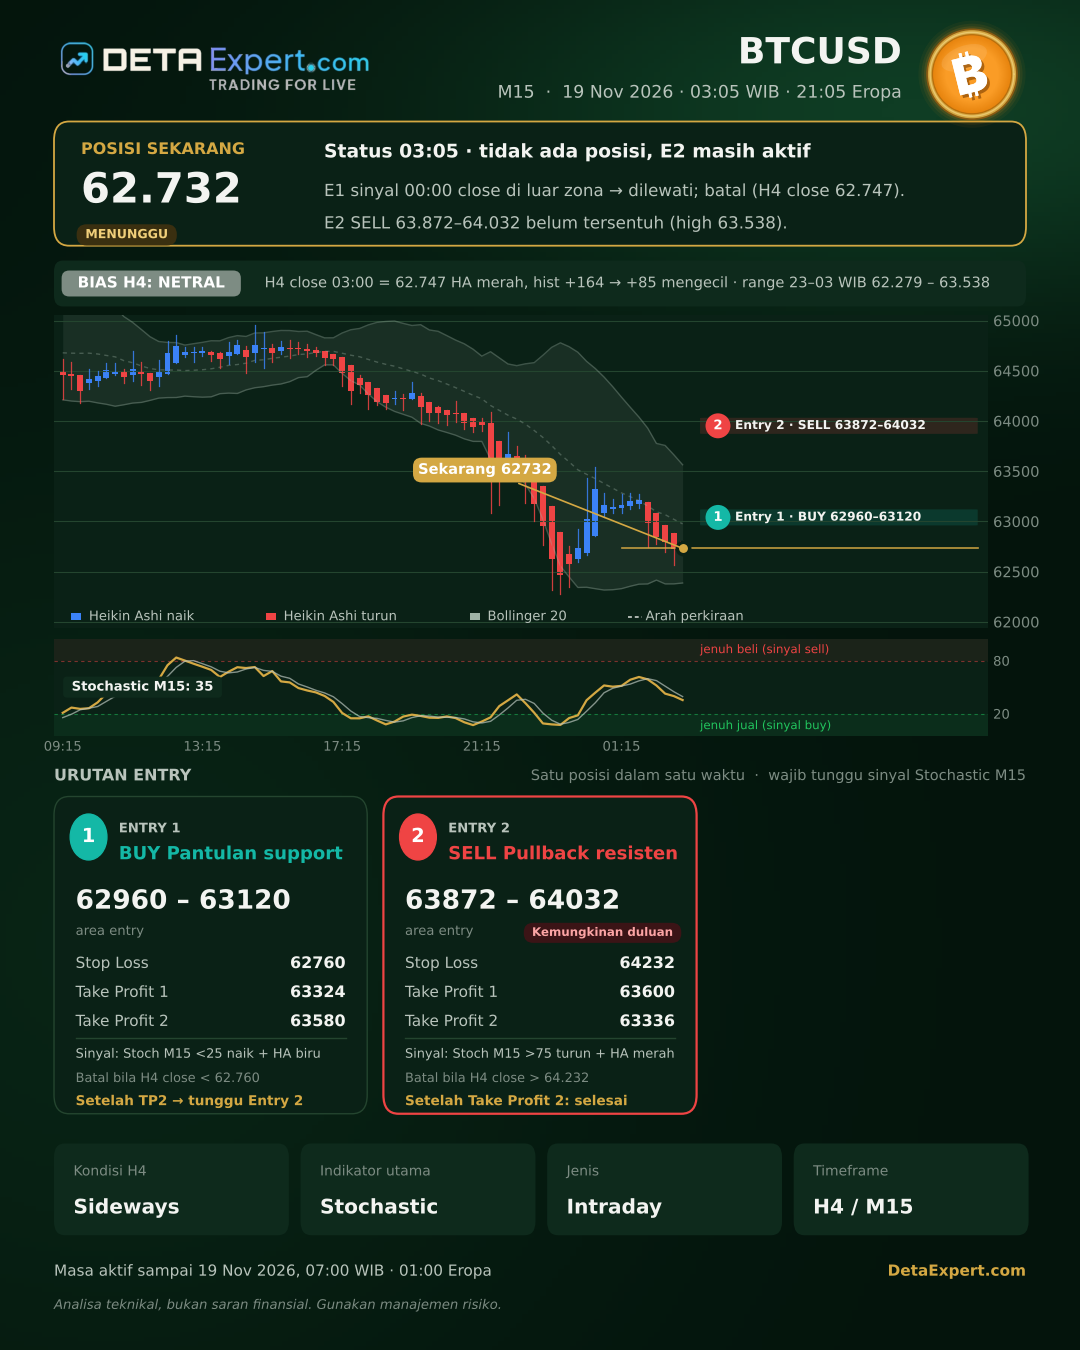 DETA Expert.com
TRADING FOR LIVE
BTCUSD
M15 · 19 Nov 2026 · 03:05 WIB · 21:05 Eropa
POSISI SEKARANG
62.732
MENUNGGU
Status 03:05 · tidak ada posisi, E2 masih aktif
E1 sinyal 00:00 close di luar zona → dilewati; batal (H4 close 62.747).
E2 SELL 63.872–64.032 belum tersentuh (high 63.538).
BIAS H4: NETRAL
H4 close 03:00 = 62.747 HA merah, hist +164 → +85 mengecil · range 23–03 WIB 62.279 – 63.538
65000
64500
64000
63500
63000
62500
62000
2 Entry 2 · SELL 63872–64032
Sekarang 62732
1 Entry 1 · BUY 62960–63120
Heikin Ashi naik
Heikin Ashi turun
Bollinger 20
Arah perkiraan
jenuh beli (sinyal sell)
80
Stochastic M15: 35
20
jenuh jual (sinyal buy)
09:15 13:15 17:15 21:15 01:15
URUTAN ENTRY
Satu posisi dalam satu waktu · wajib tunggu sinyal Stochastic M15
1
ENTRY 1
BUY Pantulan support
62960 – 63120
area entry
Stop Loss 62760
Take Profit 1 63324
Take Profit 2 63580
Sinyal: Stoch M15 <25 naik + HA biru
Batal bila H4 close < 62.760
Setelah TP2 → tunggu Entry 2
2
ENTRY 2
SELL Pullback resisten
63872 – 64032
area entry
Kemungkinan duluan
Stop Loss 64232
Take Profit 1 63600
Take Profit 2 63336
Sinyal: Stoch M15 >75 turun + HA merah
Batal bila H4 close > 64.232
Setelah Take Profit 2: selesai
Kondisi H4
Sideways
Indikator utama
Stochastic
Jenis
Intraday
Timeframe
H4 / M15
Masa aktif sampai 19 Nov 2026, 07:00 WIB · 01:00 Eropa
DetaExpert.com
Analisa teknikal, bukan saran finansial. Gunakan manajemen risiko.